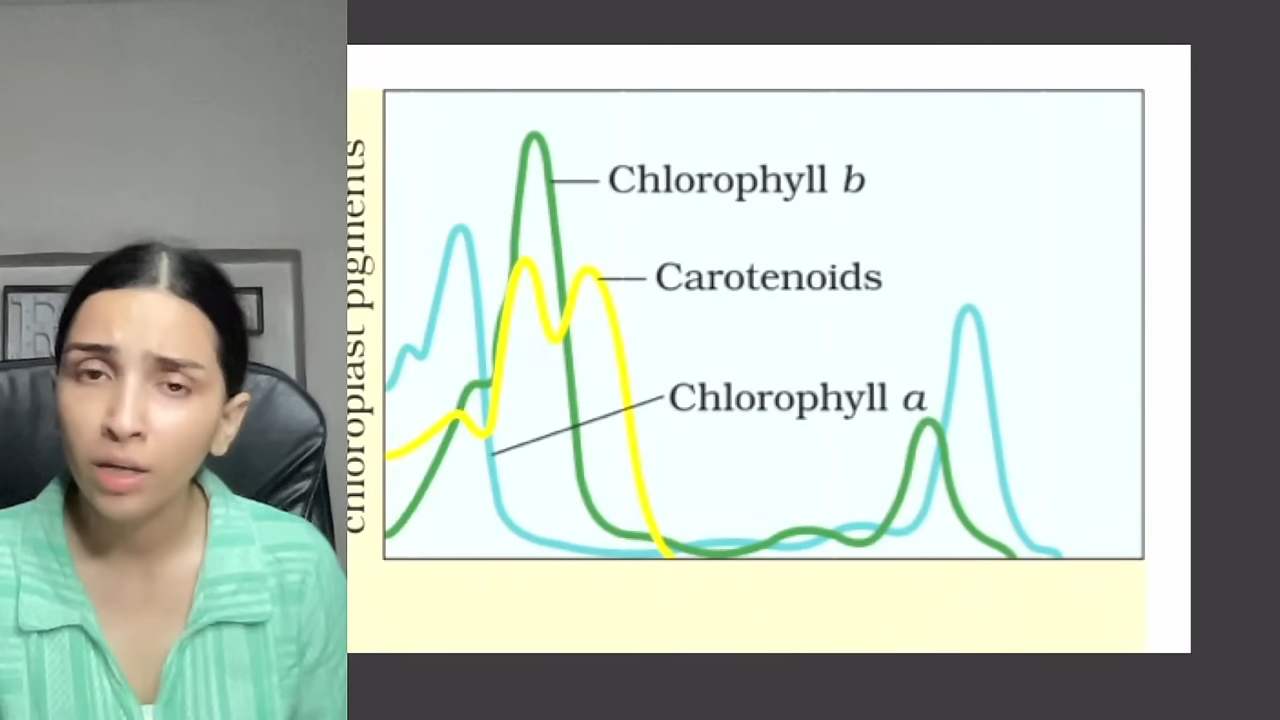 chloroplast pigments
Chlorophyll b
Carotenoids
Chlorophyll a